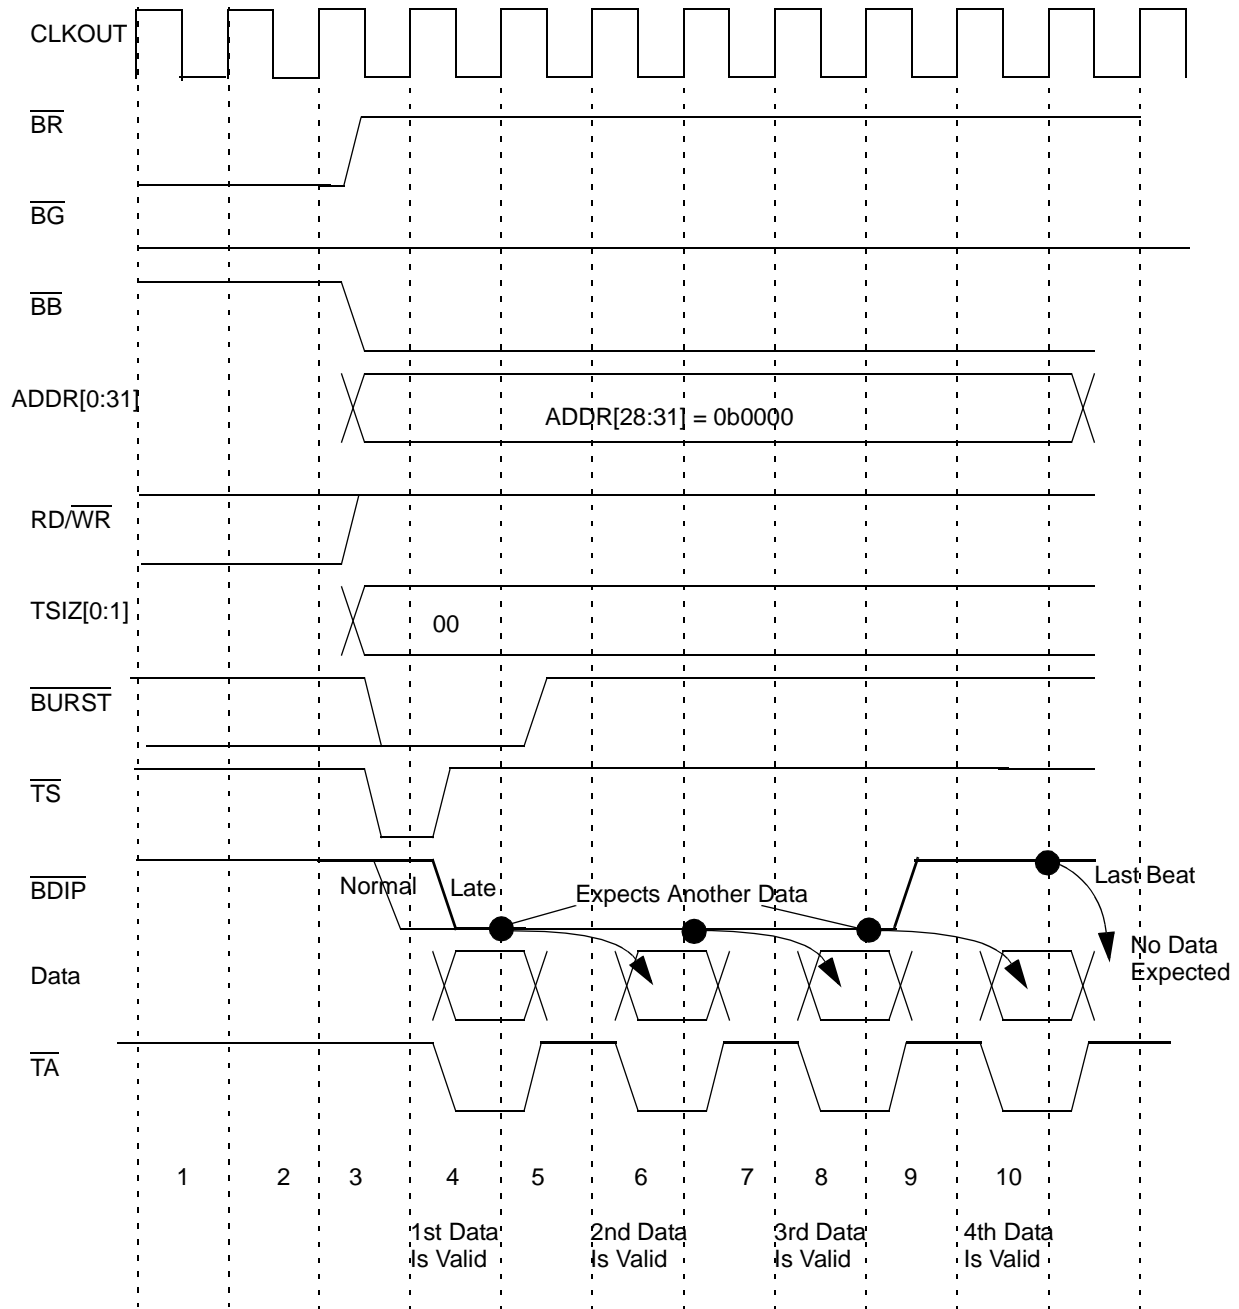 CLKOUT
BR
BG
BB
ADDR[0:31]
ADDR[28:31] = 0b0000
RD/WR
TSIZ[0:1]
00
BURST
TS
BDIP
Normal
Late
Expects Another Data
Last Beat
No Data
Expected
Data
TA
1 2 3 4 5 6 7 8 9 10
1st Data
Is Valid
2nd Data
Is Valid
3rd Data
Is Valid
4th Data
Is Valid